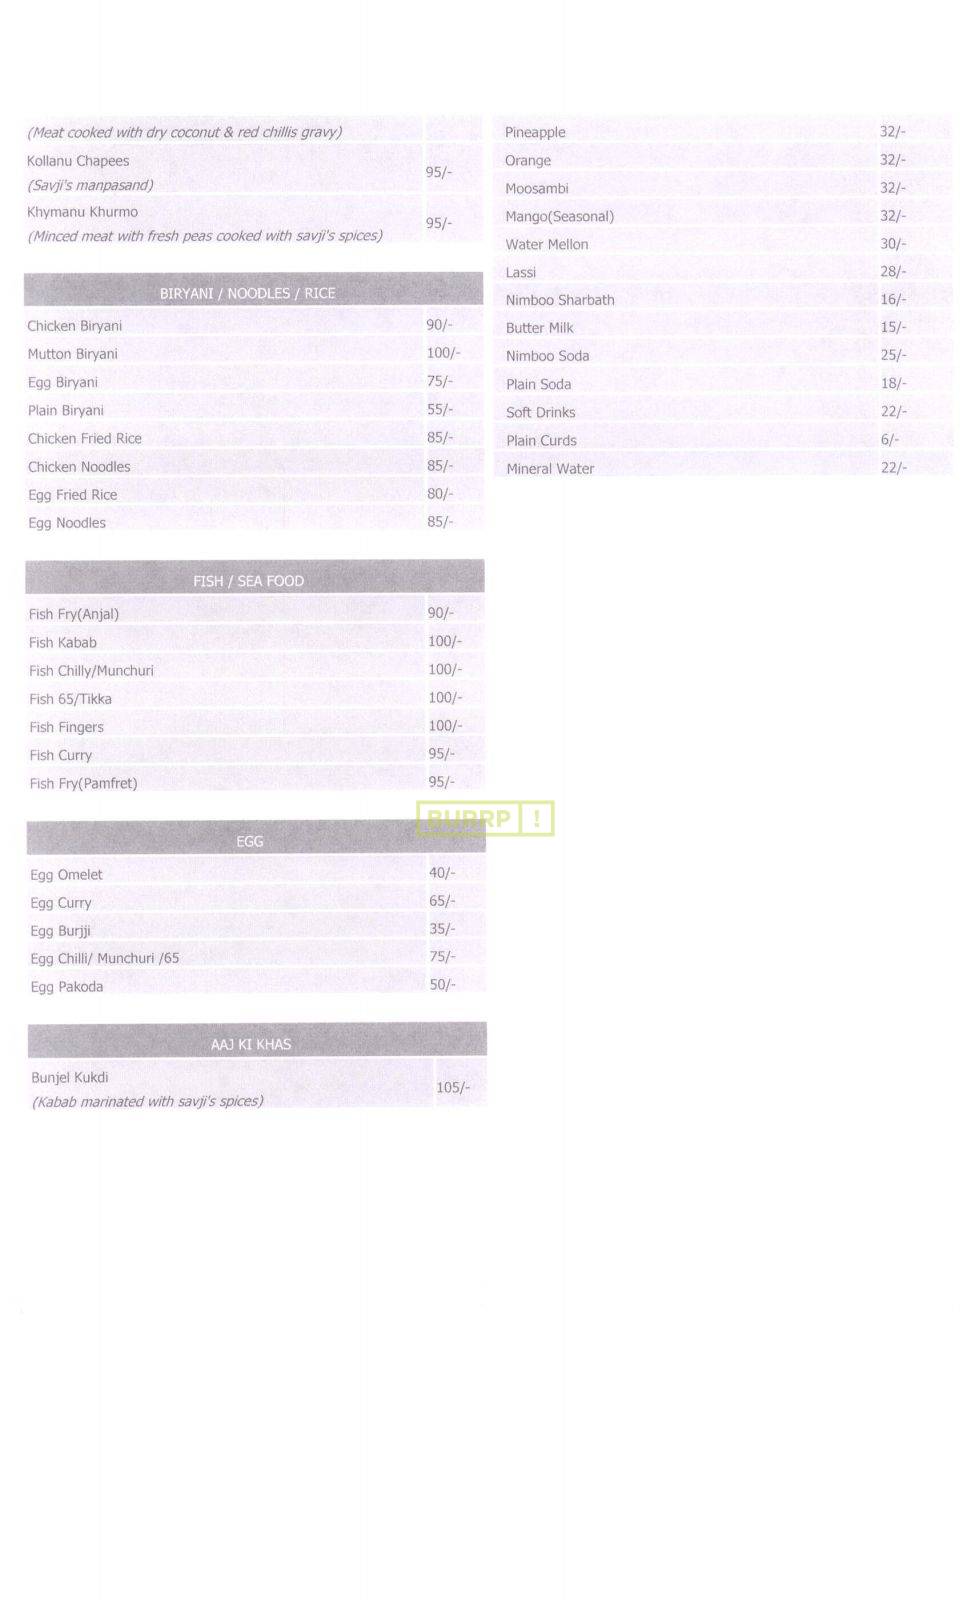 (Meat cooked with dry coconut & red chillis gravy)
Kollanu Chapees 95/-
(Savji's manpasand)
Khymanu Khurmo 95/-
(Minced meat with fresh peas cooked with savji's spices)
BIRYANI / NOODLES / RICE
Chicken Biryani 90/-
Mutton Biryani 100/-
Egg Biryani 75/-
Plain Biryani 55/-
Chicken Fried Rice 85/-
Chicken Noodles 85/-
Egg Fried Rice 80/-
Egg Noodles 85/-
FISH / SEA FOOD
Fish Fry(Anjal) 90/-
Fish Kabab 100/-
Fish Chilly/Munchuri 100/-
Fish 65/Tikka 100/-
Fish Fingers 100/-
Fish Curry 95/-
Fish Fry(Pamfret) 95/-
BURRP !
EGG
Egg Omelet 40/-
Egg Curry 65/-
Egg Burjji 35/-
Egg Chilli/ Munchuri /65 75/-
Egg Pakoda 50/-
AAJ KI KHAS
Bunjel Kukdi 105/-
(Kabab marinated with savji's spices)
Pineapple 32/-
Orange 32/-
Moosambi 32/-
Mango(Seasonal) 32/-
Water Mellon 30/-
Lassi 28/-
Nimboo Sharbath 16/-
Butter Milk 15/-
Nimboo Soda 25/-
Plain Soda 18/-
Soft Drinks 22/-
Plain Curds 6/-
Mineral Water 22/-